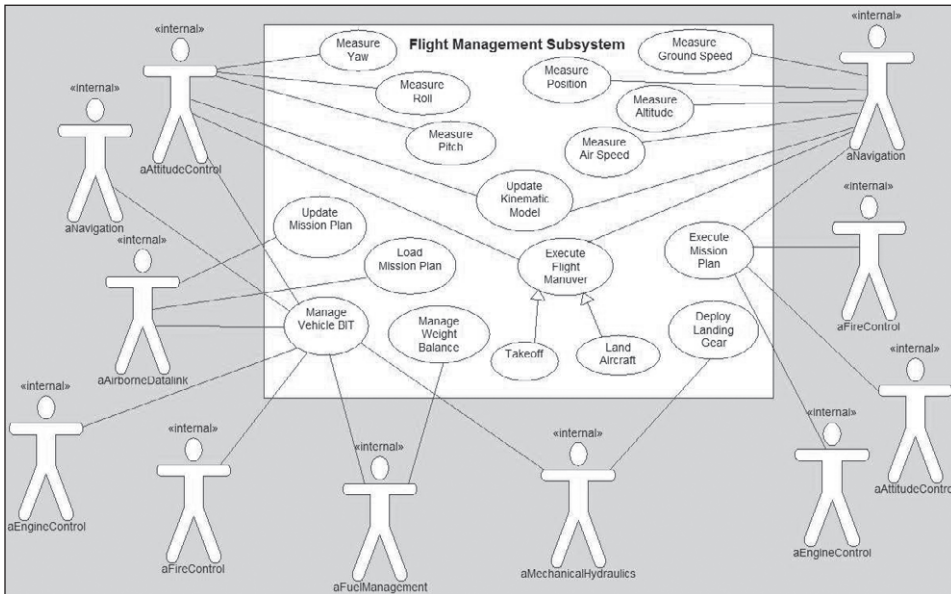 «internal»
«internal»
Flight Management Subsystem
Measure
Yaw
Measure
Ground Speed
Measure
Roll
Measure
Position
Measure
Altitude
Measure
Pitch
Measure
Air Speed
«internal»
aAttitudeControl
aNavigation
Update
Kinematic
Model
Update
Mission Plan
aNavigation
«internal»
Load
Mission Plan
Execute
Flight
Manuver
Execute
Mission
Plan
«internal»
Manage
Vehicle BIT
Manage
Weight
Balance
Deploy
Landing
Gear
Takeoff
Land
Aircraft
aFireControl
aAirborneDatalink
«internal»
«internal»
«internal»
«internal»
«internal»
«internal»
«internal»
aAttitudeControl
aEngineControl
aFireControl
aFuelManagement
aMechanicalHydraulics
aEngineControl